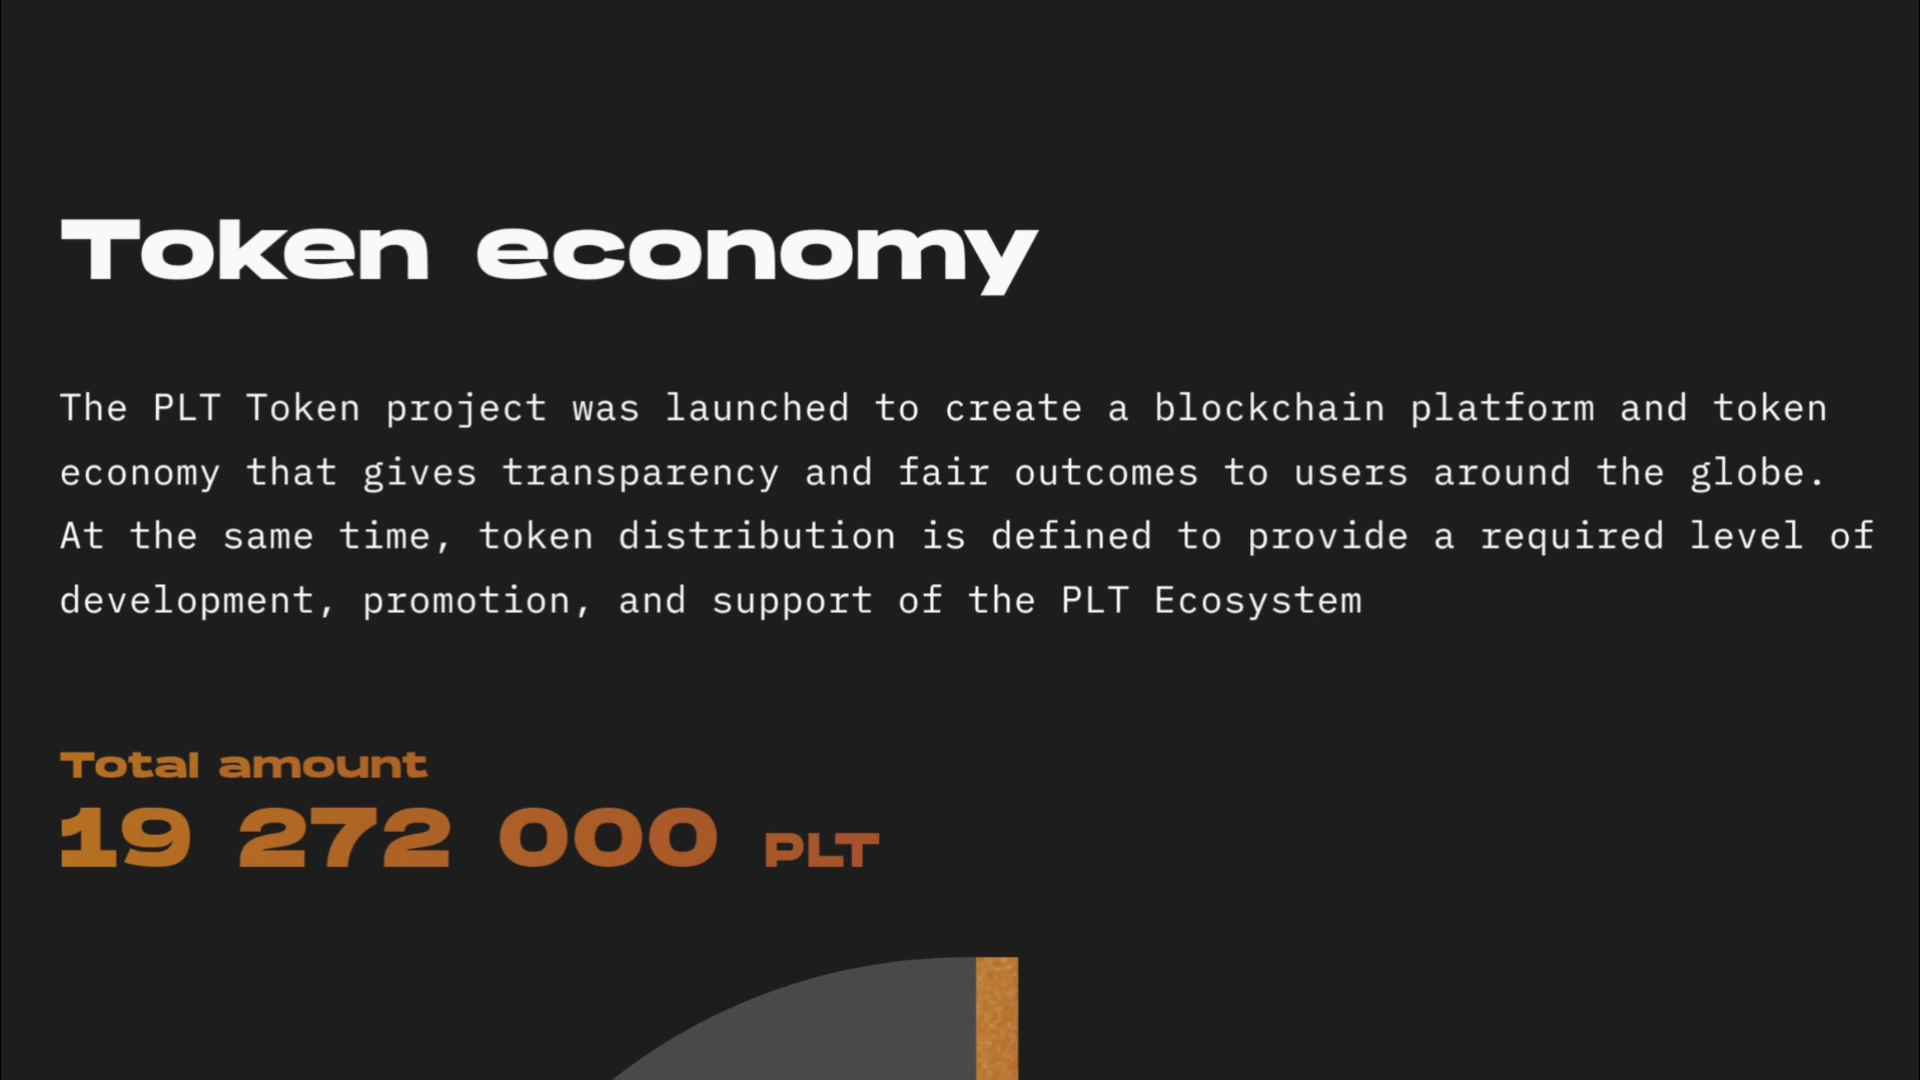 Token economy
The PLT Token project was launched to create a blockchain platform and token
economy that gives transparency and fair outcomes to users around the globe.
At the same time, token distribution is defined to provide a required level of
development, promotion, and support of the PLT Ecosystem
Total amount
19 272 000 PLT